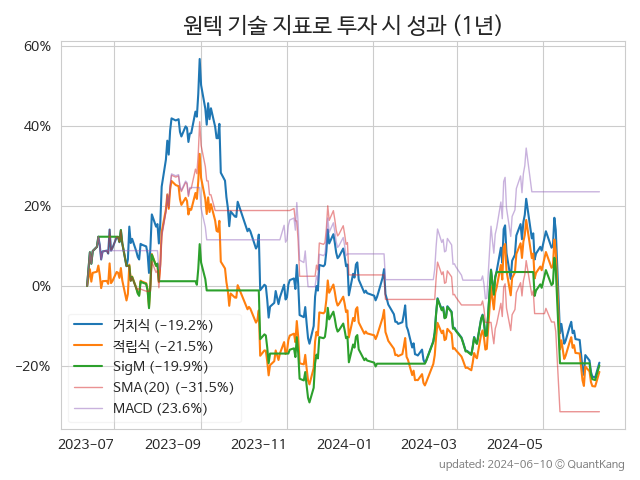 원텍 기술 지표로 투자 시 성과 (1년)
60%
40%
20%
0%
−20%
거치식 (−19.2%)
적립식 (−21.5%)
SigM (−19.9%)
SMA(20) (−31.5%)
MACD (23.6%)
2023-07
2023-09
2023-11
2024-01
2024-03
2024-05
updated: 2024-06-10 © QuantKang